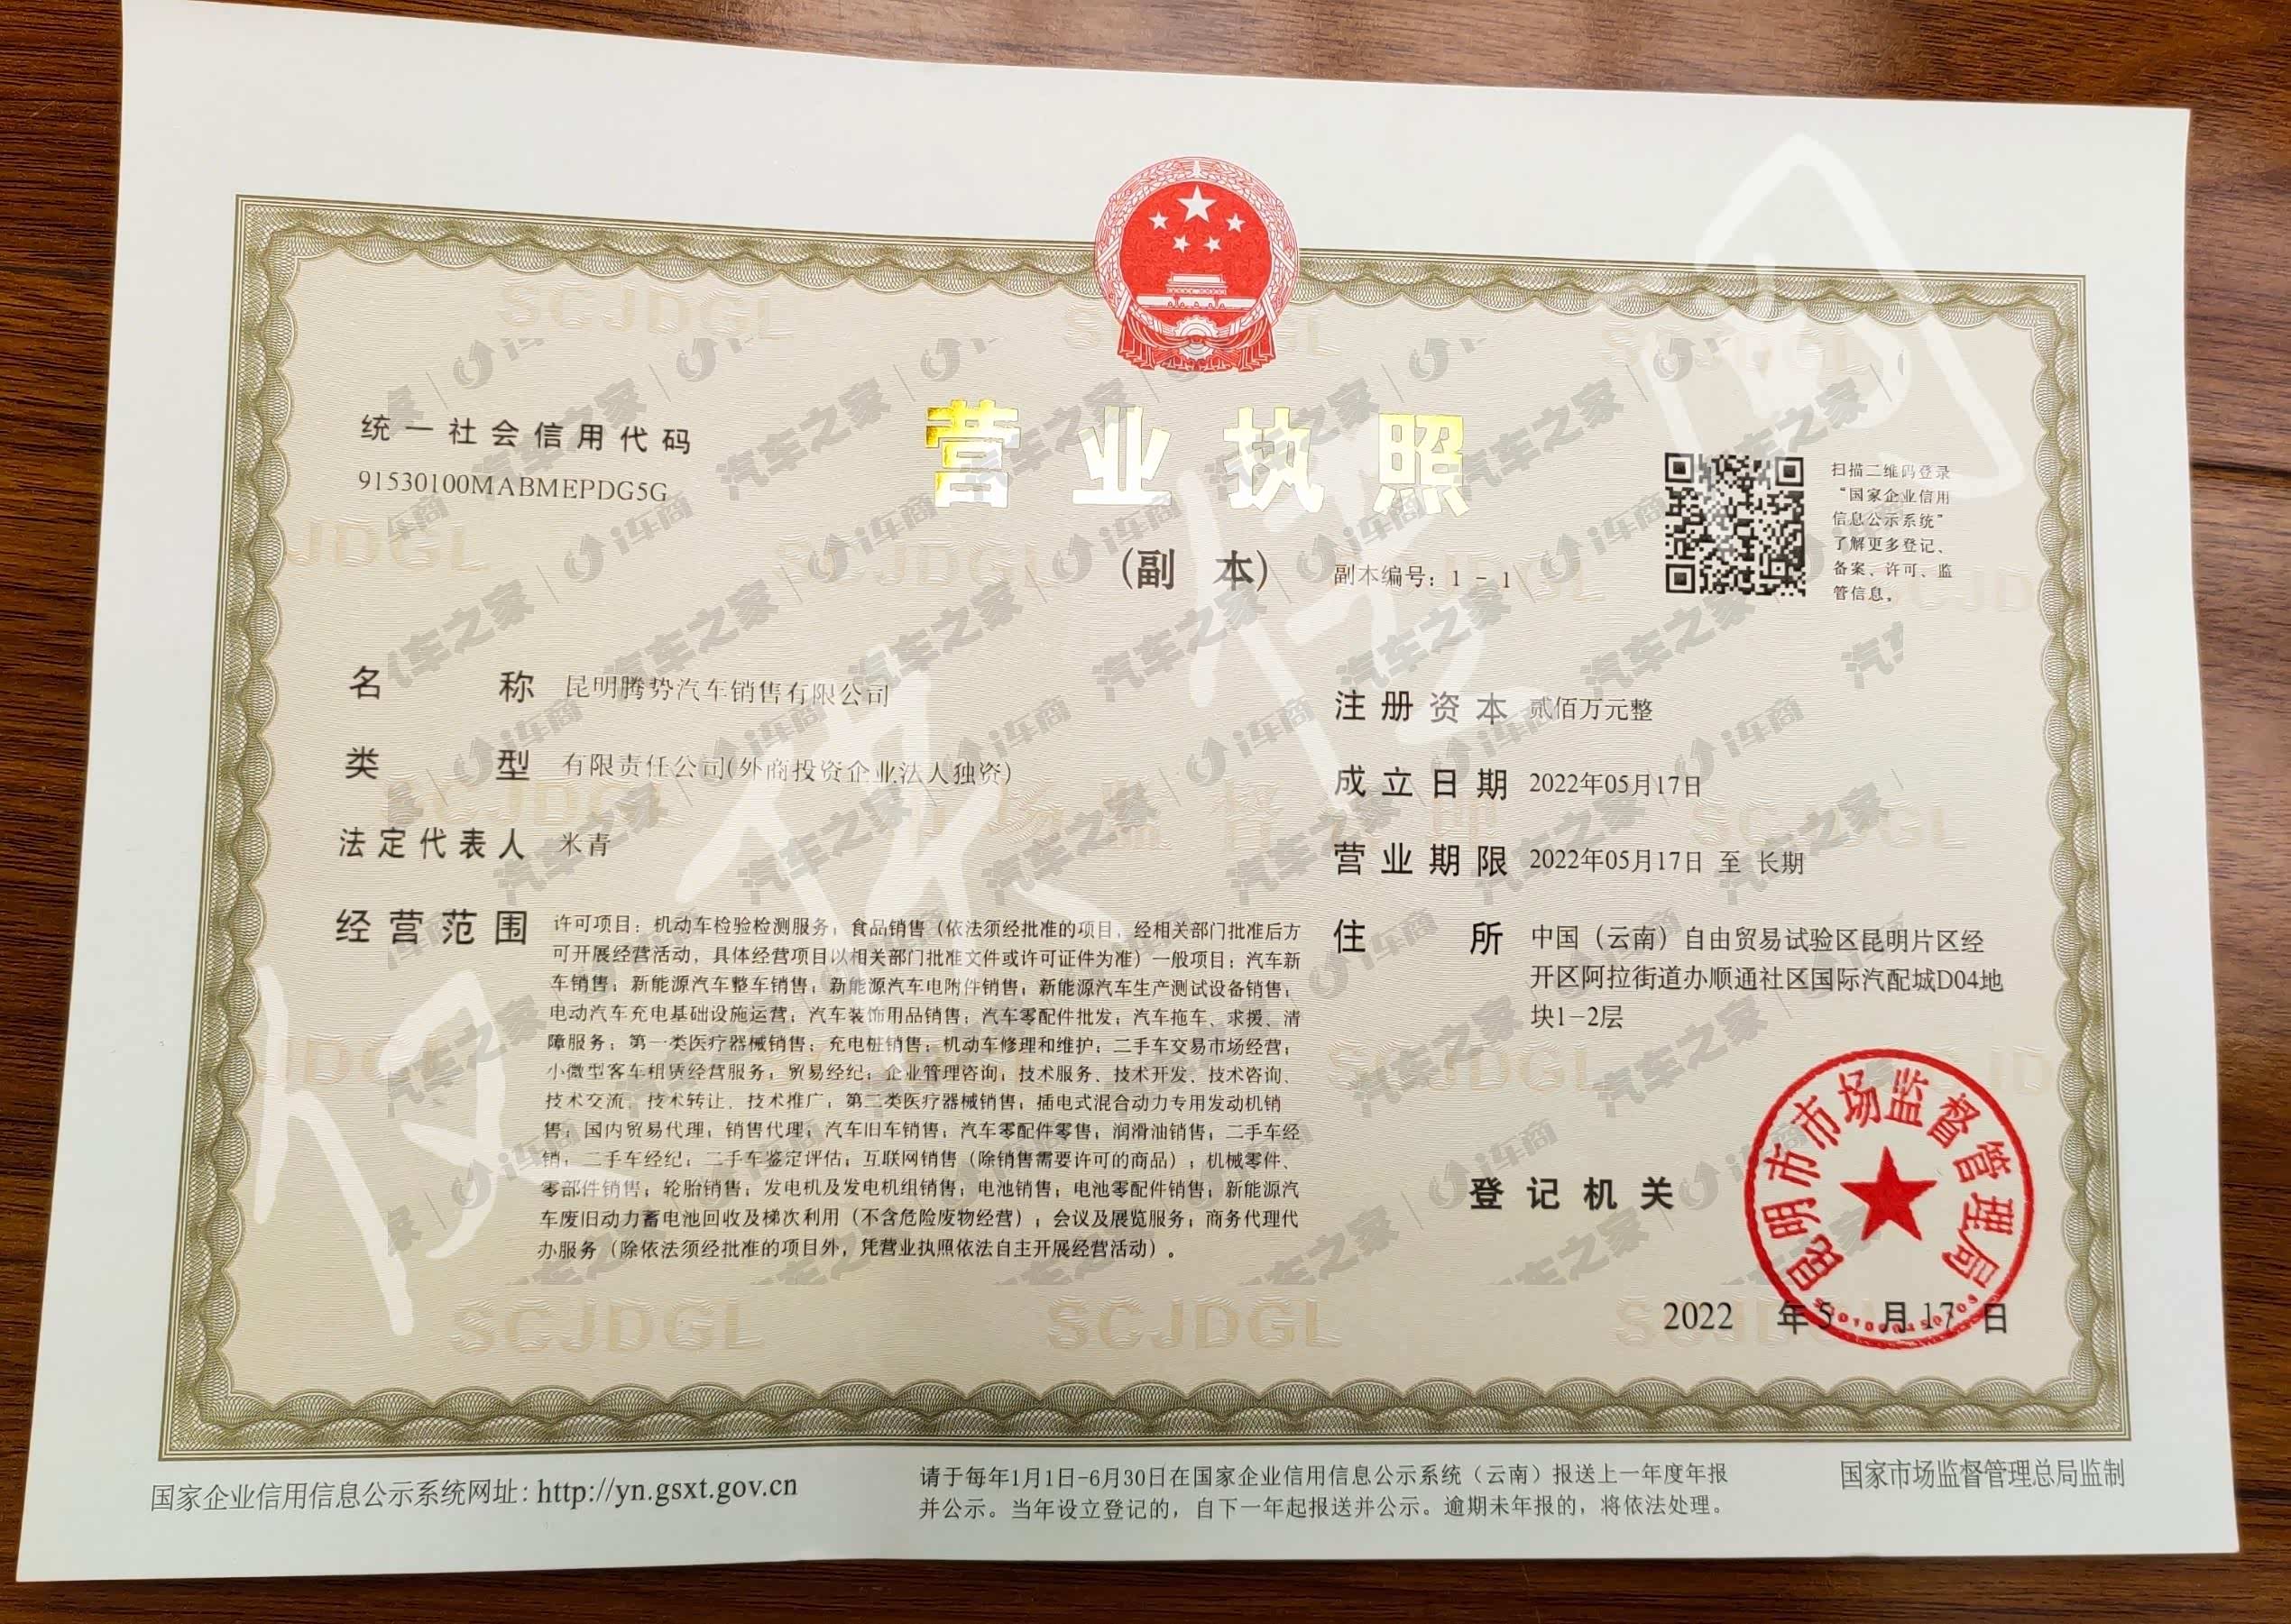 营业执照
(副 本)
副本编号：1 - 1
统一社会信用代码
91530100MABMEPDG5G
扫描二维码登录
“国家企业信用
信息公示系统”
了解更多登记、
备案、许可、监
管信息。
名 称 昆明腾势汽车销售有限公司
类 型 有限责任公司(外商投资企业法人独资)
法定代表人 米青
经营范围 许可项目：机动车检验检测服务；食品销售（依法须经批准的项目，经相关部门批准后方
可开展经营活动，具体经营项目以相关部门批准文件或许可证件为准）一般项目：汽车新
车销售；新能源汽车整车销售；新能源汽车电附件销售；新能源汽车生产测试设备销售；
电动汽车充电基础设施运营；汽车装饰用品销售；汽车零配件批发；汽车拖车、求援、清
障服务；第一类医疗器械销售；充电桩销售；机动车修理和维护；二手车交易市场经营；
小微型客车租赁经营服务；贸易经纪；企业管理咨询；技术服务、技术开发、技术咨询、
技术交流、技术转让、技术推广；第二类医疗器械销售；插电式混合动力专用发动机销
售；国内贸易代理；销售代理；汽车旧车销售；汽车零配件零售；润滑油销售；二手车经
销；二手车经纪；二手车鉴定评估；互联网销售（除销售需要许可的商品）；机械零件、
零部件销售；轮胎销售；发电机及发电机组销售；电池销售；电池零配件销售；新能源汽
车废旧动力蓄电池回收及梯次利用（不含危险废物经营）；会议及展览服务；商务代理代
办服务（除依法须经批准的项目外，凭营业执照依法自主开展经营活动）。
注册资本 贰佰万元整
成立日期 2022年05月17日
营业期限 2022年05月17日 至 长期
住 所 中国（云南）自由贸易试验区昆明片区经
开区阿拉街道办顺通社区国际汽配城D04地
块1-2层
登记机关
昆明市市场监督管理局
2022 年5 月17 日
国家企业信用信息公示系统网址：http://yn.gsxt.gov.cn
请于每年1月1日-6月30日在国家企业信用信息公示系统（云南）报送上一年度年报
并公示。当年设立登记的，自下一年起报送并公示。逾期未年报的，将依法处理。
国家市场监督管理总局监制
SCJDGL
汽车之家
i车商